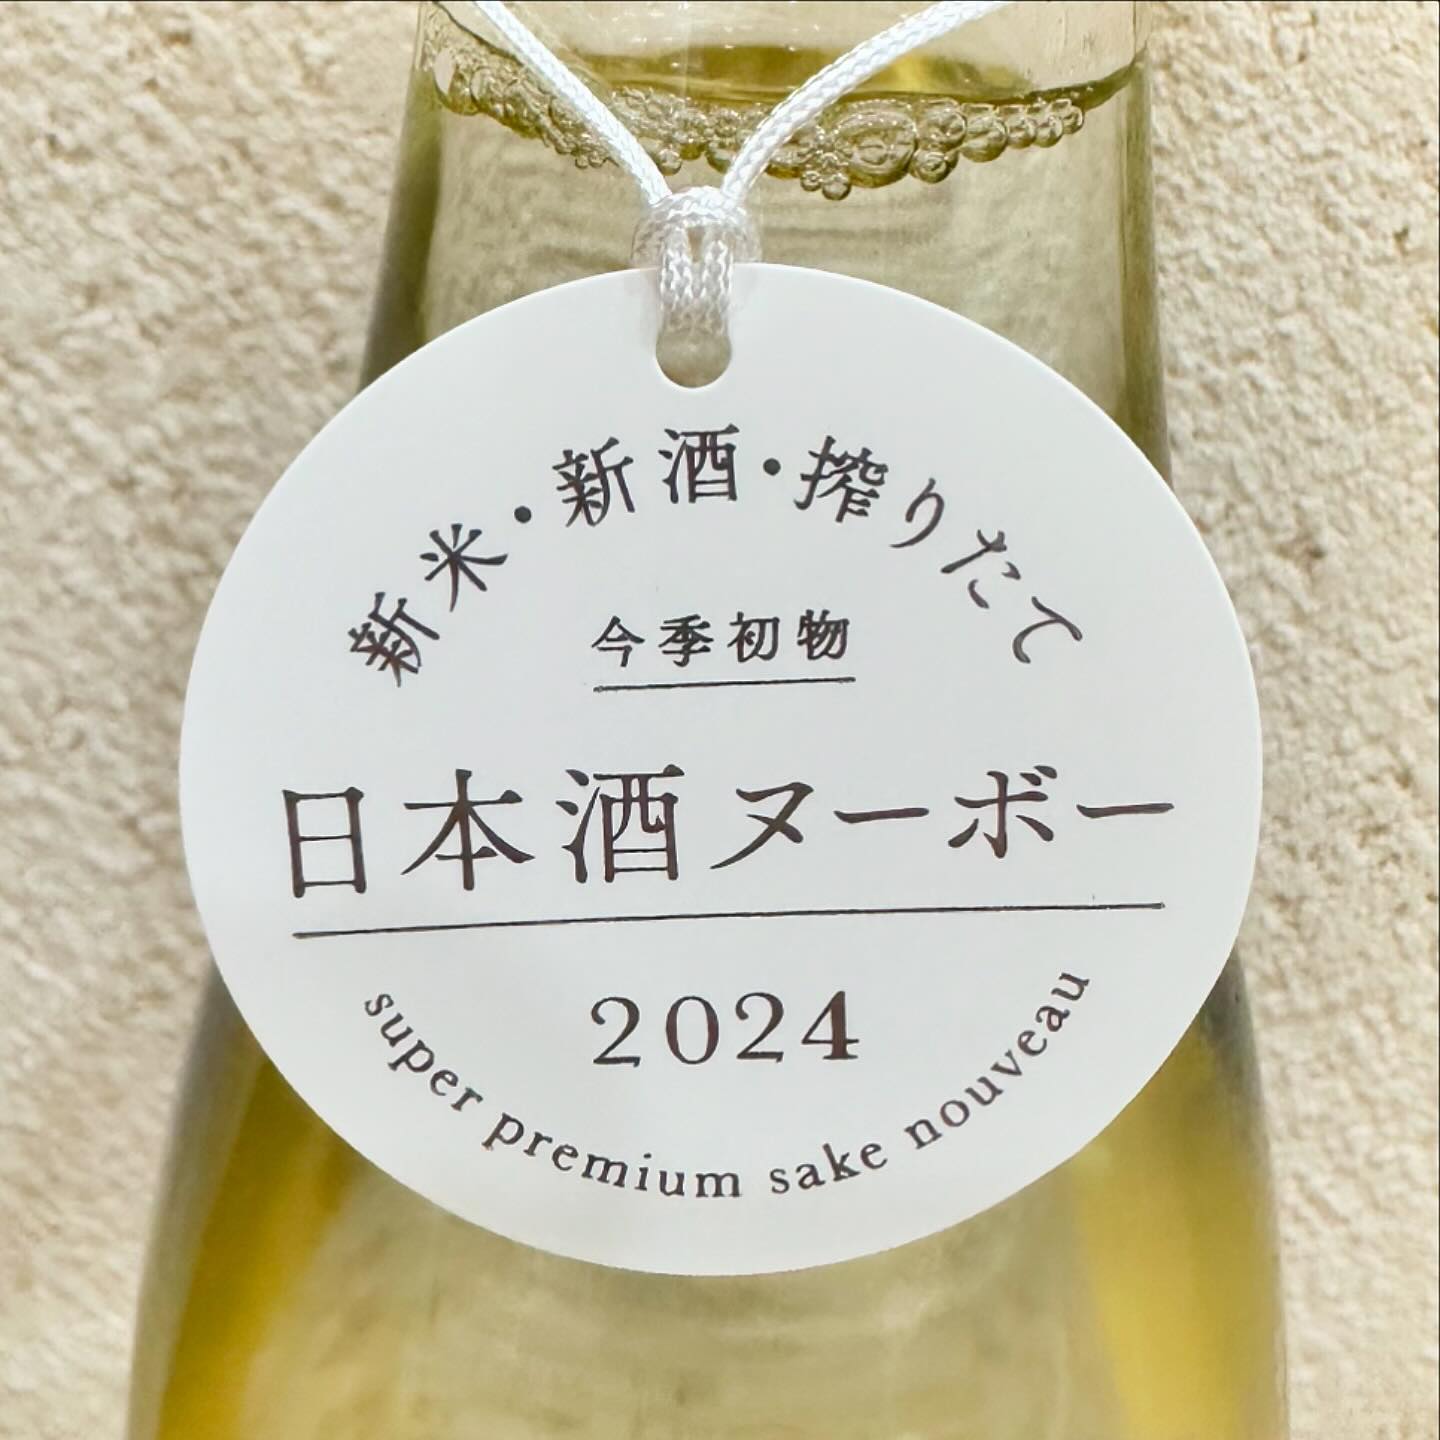 新米・新酒・搾りたて
今季初物
日本酒ヌーボー
2024
super premium sake nouveau